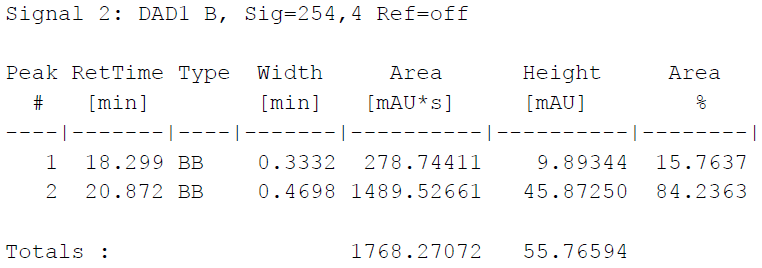 Signal 2: DAD1 B, Sig=254,4 Ref=off
Peak RetTime Type  Width     Area      Height     Area
  #   [min]        [min]   [mAU*s]     [mAU]        %
----|-------|----|-------|----------|----------|--------|
   1  18.299 BB    0.3332  278.74411    9.89344  15.7637
   2  20.872 BB    0.4698 1489.52661   45.87250  84.2363
Totals :                  1768.27072   55.76594